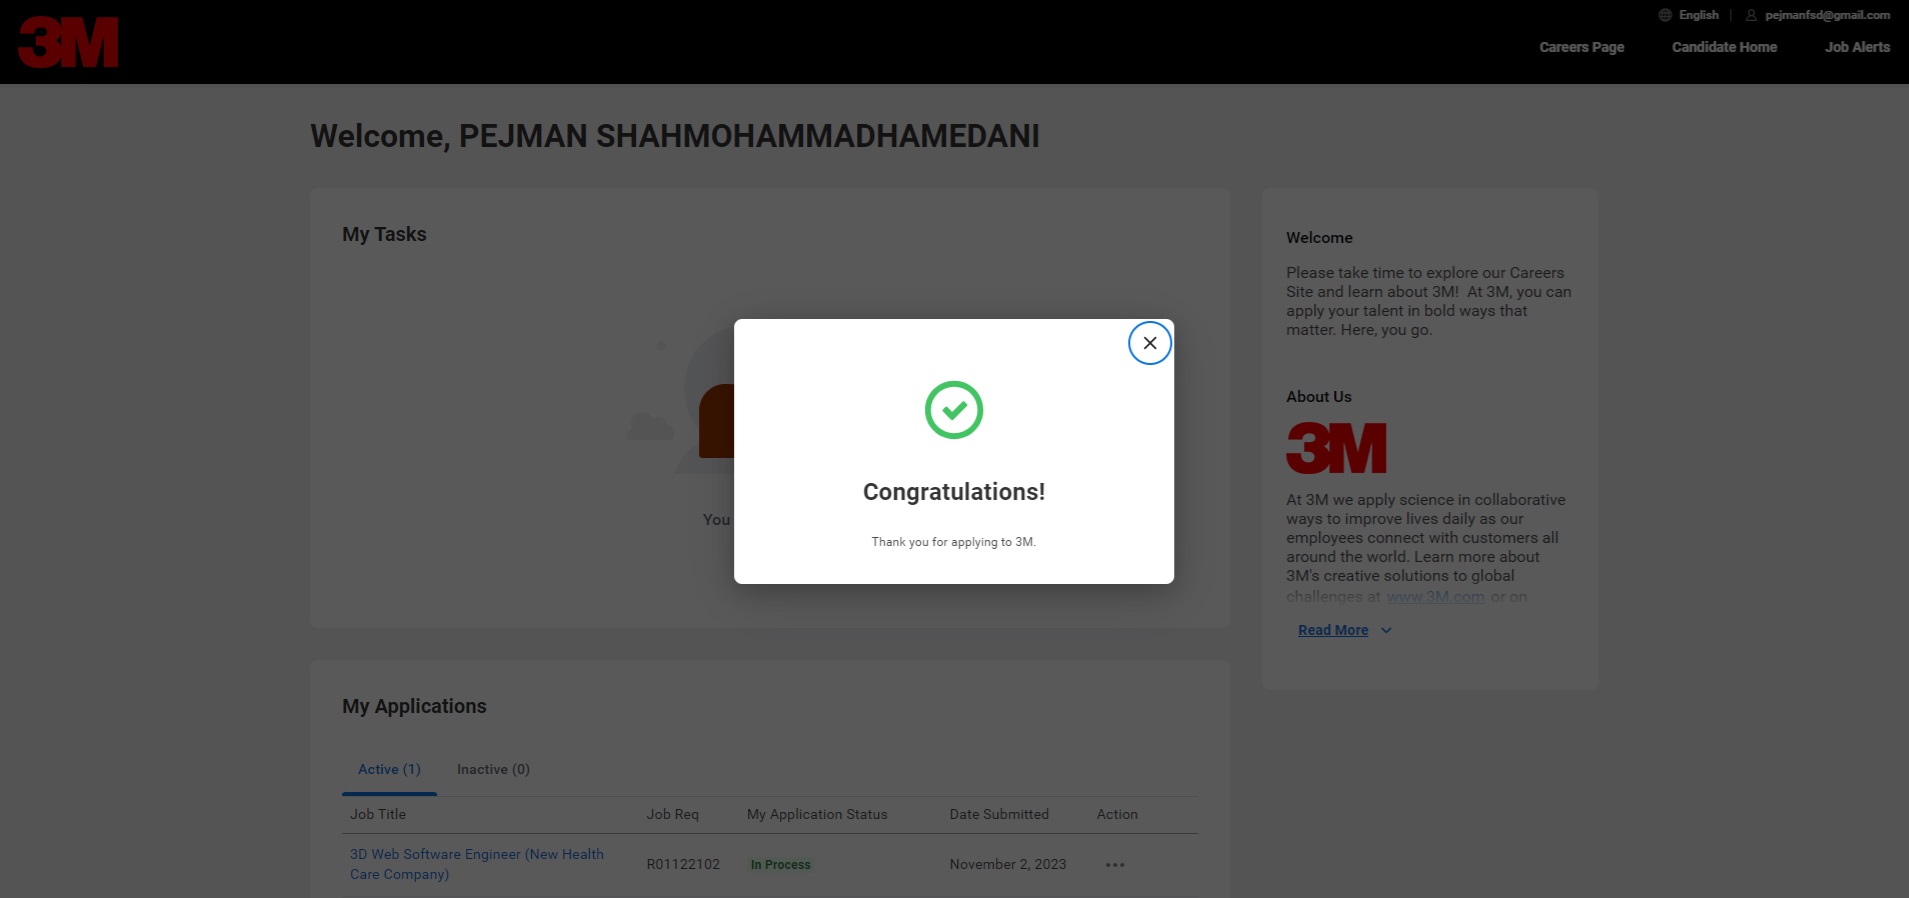 3M
English
pejmanfsd@gmail.com
Careers Page
Candidate Home
Job Alerts
Welcome, PEJMAN SHAHMOHAMMADHAMEDANI
My Tasks
You
Congratulations!
Thank you for applying to 3M.
Welcome
Please take time to explore our Careers
Site and learn about 3M!  At 3M, you can
apply your talent in bold ways that
matter. Here, you go.
About Us
3M
At 3M we apply science in collaborative
ways to improve lives daily as our
employees connect with customers all
around the world. Learn more about
3M's creative solutions to global
challenges at www.3M.com or on
Read More
My Applications
Active (1)
Inactive (0)
Job Title
Job Req
My Application Status
Date Submitted
Action
3D Web Software Engineer (New Health
Care Company)
R01122102
In Process
November 2, 2023